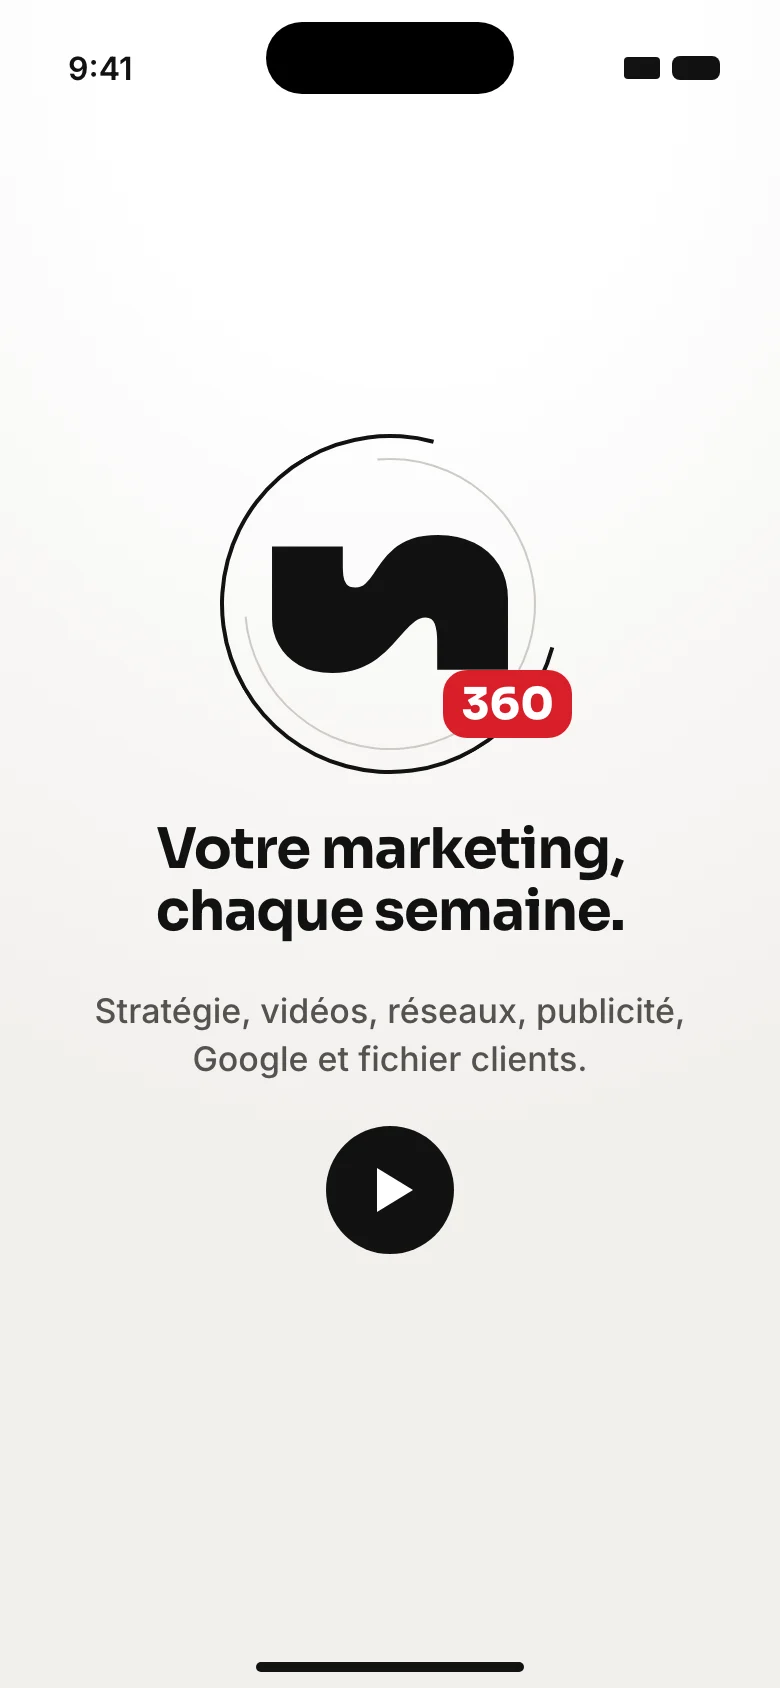 9:41
360
Votre marketing,
chaque semaine.
Stratégie, vidéos, réseaux, publicité,
Google et fichier clients.